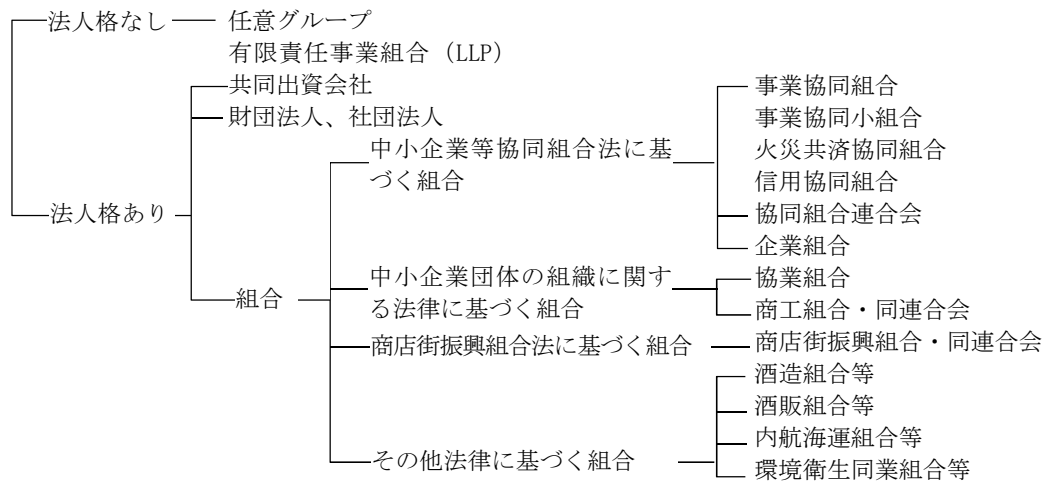 法人格なし
任意グループ
有限責任事業組合（LLP）
法人格あり
共同出資会社
財団法人、社団法人
組合
中小企業等協同組合法に基
づく組合
事業協同組合
事業協同小組合
火災共済協同組合
信用協同組合
協同組合連合会
企業組合
中小企業団体の組織に関す
る法律に基づく組合
協業組合
商工組合・同連合会
商店街振興組合法に基づく組合
商店街振興組合・同連合会
その他法律に基づく組合
酒造組合等
酒販組合等
内航海運組合等
環境衛生同業組合等